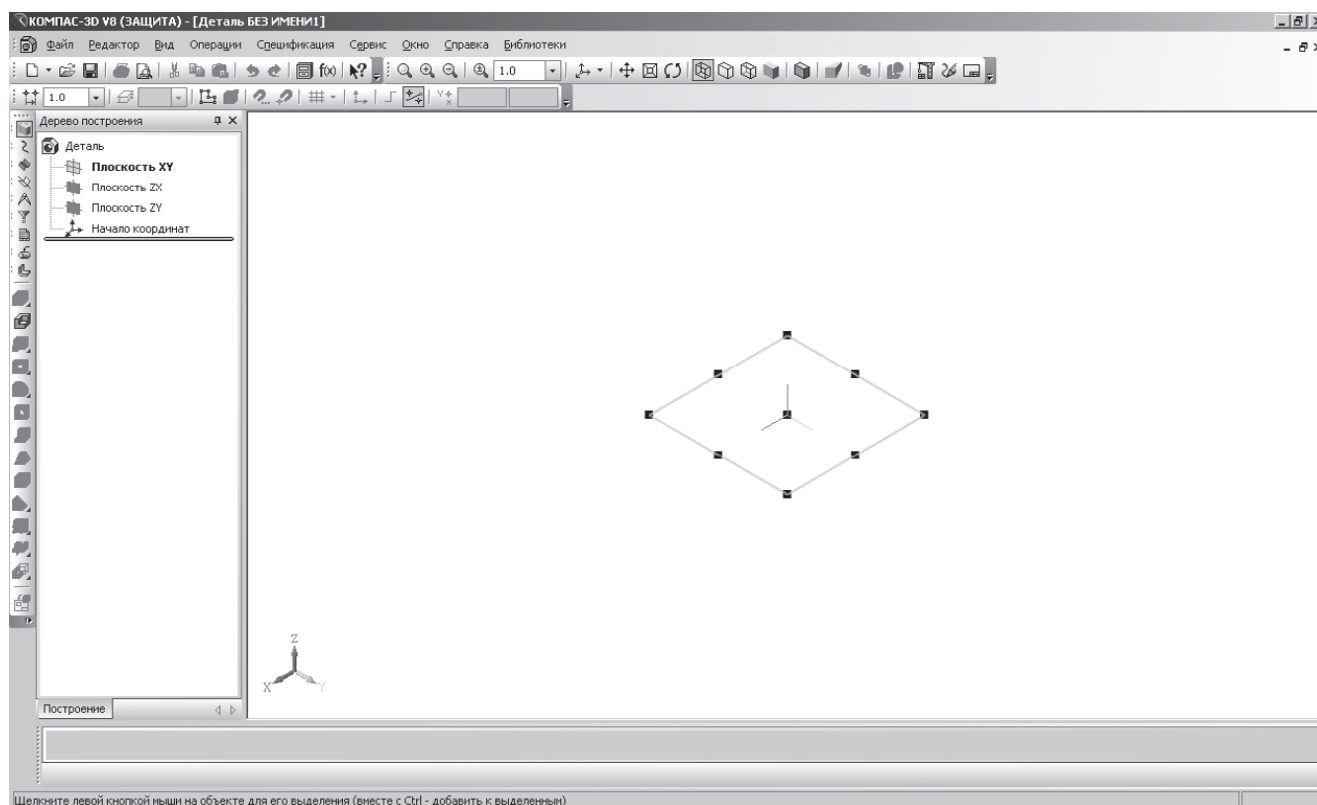 КОМПАС-3D V8 (ЗАЩИТА) - [Деталь БЕЗ ИМЕНИ1]
Файл Редактор Вид Операции Спецификация Сервис Окно Справка Библиотеки
f(x) 1.0
1.0
Дерево построения
Деталь
Плоскость XY
Плоскость ZX
Плоскость ZY
Начало координат
Z
X Y
Построение
Щелкните левой кнопкой мыши на объекте для его выделения (вместе с Ctrl - добавить к выделенным)